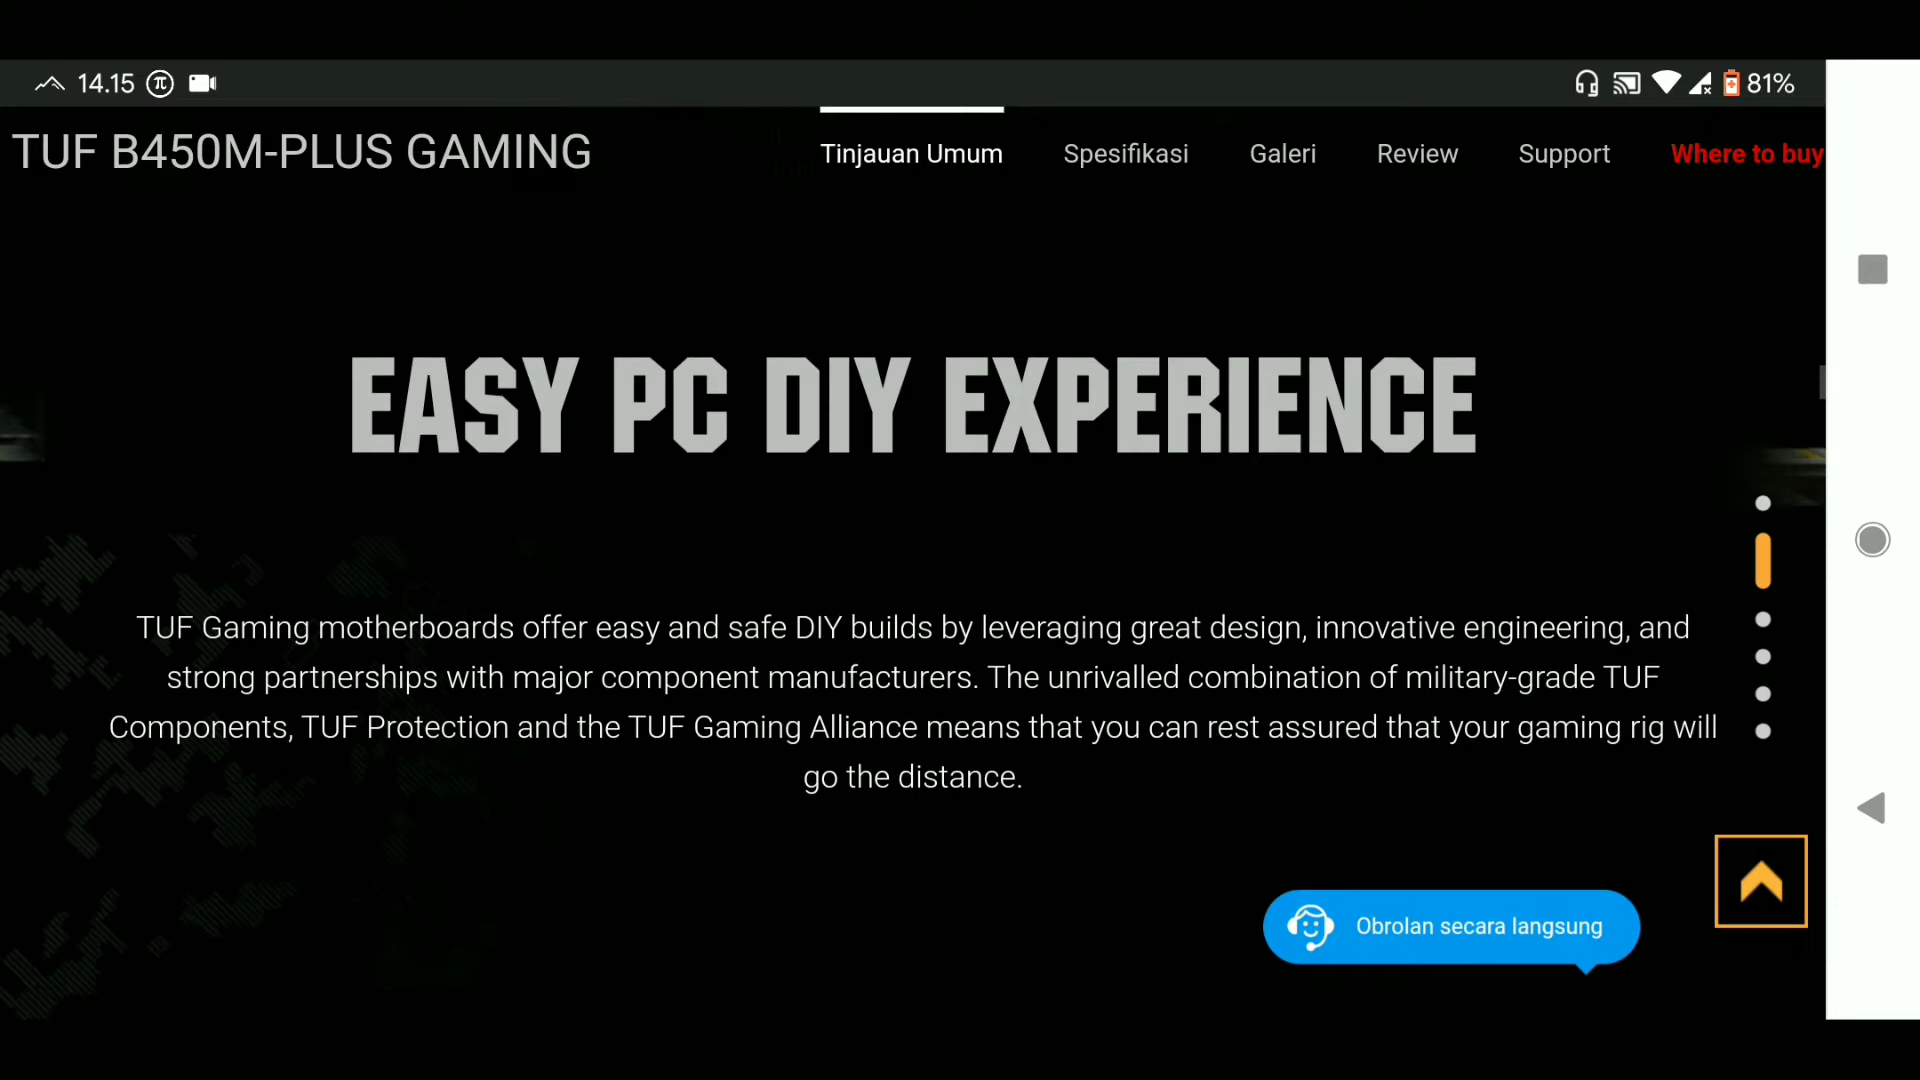 14.15
81%
TUF B450M-PLUS GAMING
Tinjauan Umum
Spesifikasi
Galeri
Review
Support
Where to buy
EASY PC DIY EXPERIENCE
TUF Gaming motherboards offer easy and safe DIY builds by leveraging great design, innovative engineering, and
strong partnerships with major component manufacturers. The unrivalled combination of military-grade TUF
Components, TUF Protection and the TUF Gaming Alliance means that you can rest assured that your gaming rig will
go the distance.
Obrolan secara langsung